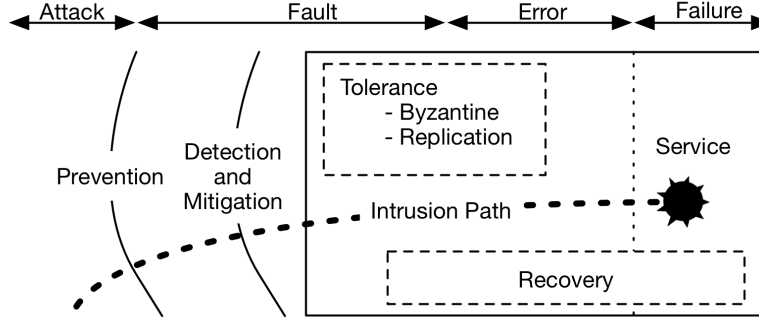 Attack
Fault
Error
Failure
Tolerance
- Byzantine
- Replication
Prevention
Detection
and
Mitigation
Service
Intrusion Path
Recovery